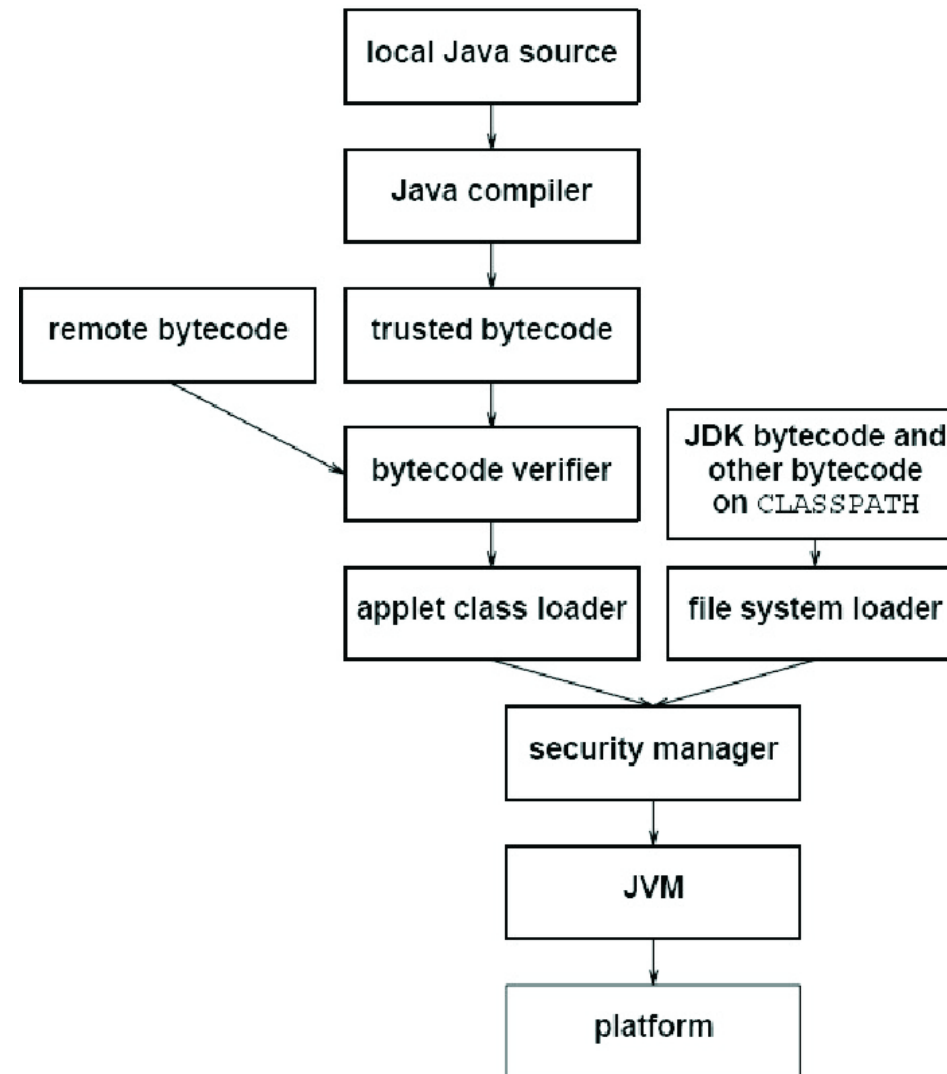 local Java source
Java compiler
remote bytecode
trusted bytecode
bytecode verifier
JDK bytecode and
other bytecode
on CLASSPATH
applet class loader
file system loader
security manager
JVM
platform